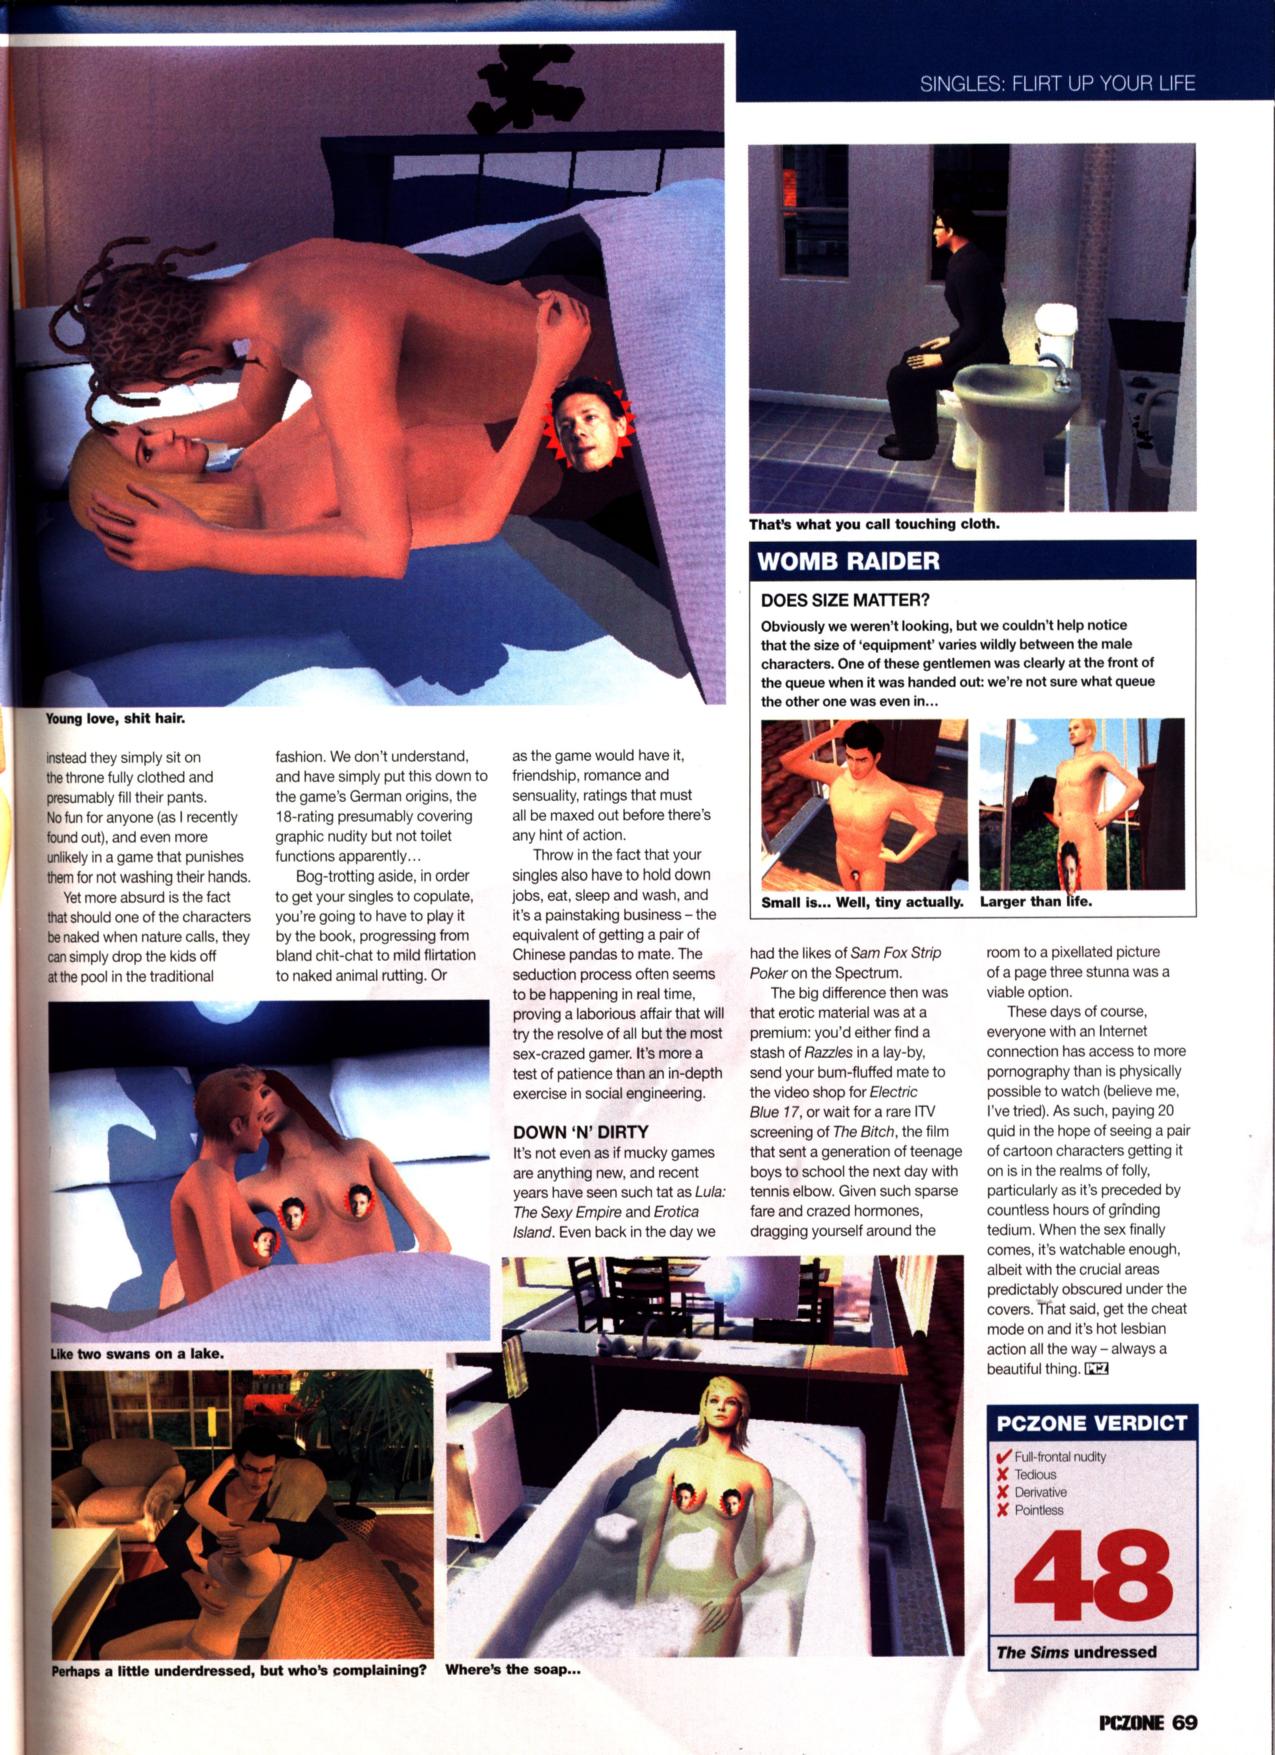 SINGLES: FLIRT UP YOUR LIFE
Young love, shit hair.
That's what you call touching cloth.
WOMB RAIDER
DOES SIZE MATTER?
Obviously we weren't looking, but we couldn't help notice
that the size of 'equipment' varies wildly between the male
characters. One of these gentlemen was clearly at the front of
the queue when it was handed out: we're not sure what queue
the other one was even in...
Small is... Well, tiny actually.
Larger than life.
instead they simply sit on
the throne fully clothed and
presumably fill their pants.
No fun for anyone (as I recently
found out), and even more
unlikely in a game that punishes
them for not washing their hands.
Yet more absurd is the fact
that should one of the characters
be naked when nature calls, they
can simply drop the kids off
at the pool in the traditional
fashion. We don't understand,
and have simply put this down to
the game's German origins, the
18-rating presumably covering
graphic nudity but not toilet
functions apparently...
Bog-trotting aside, in order
to get your singles to copulate,
you're going to have to play it
by the book, progressing from
bland chit-chat to mild flirtation
to naked animal rutting. Or
as the game would have it,
friendship, romance and
sensuality, ratings that must
all be maxed out before there's
any hint of action.
Throw in the fact that your
singles also have to hold down
jobs, eat, sleep and wash, and
it's a painstaking business – the
equivalent of getting a pair of
Chinese pandas to mate. The
seduction process often seems
to be happening in real time,
proving a laborious affair that will
try the resolve of all but the most
sex-crazed gamer. It's more a
test of patience than an in-depth
exercise in social engineering.
DOWN 'N' DIRTY
It's not even as if mucky games
are anything new, and recent
years have seen such tat as Lula:
The Sexy Empire and Erotica
Island. Even back in the day we
had the likes of Sam Fox Strip
Poker on the Spectrum.
The big difference then was
that erotic material was at a
premium: you'd either find a
stash of Razzles in a lay-by,
send your bum-fluffed mate to
the video shop for Electric
Blue 17, or wait for a rare ITV
screening of The Bitch, the film
that sent a generation of teenage
boys to school the next day with
tennis elbow. Given such sparse
fare and crazed hormones,
dragging yourself around the
room to a pixellated picture
of a page three stunna was a
viable option.
These days of course,
everyone with an Internet
connection has access to more
pornography than is physically
possible to watch (believe me,
I've tried). As such, paying 20
quid in the hope of seeing a pair
of cartoon characters getting it
on is in the realms of folly,
particularly as it's preceded by
countless hours of grinding
tedium. When the sex finally
comes, it's watchable enough,
albeit with the crucial areas
predictably obscured under the
covers. That said, get the cheat
mode on and it's hot lesbian
action all the way – always a
beautiful thing. PCZ
Like two swans on a lake.
Perhaps a little underdressed, but who's complaining?
Where's the soap...
PCZONE VERDICT
✔ Full-frontal nudity
✘ Tedious
✘ Derivative
✘ Pointless
48
The Sims undressed
PCZONE 69